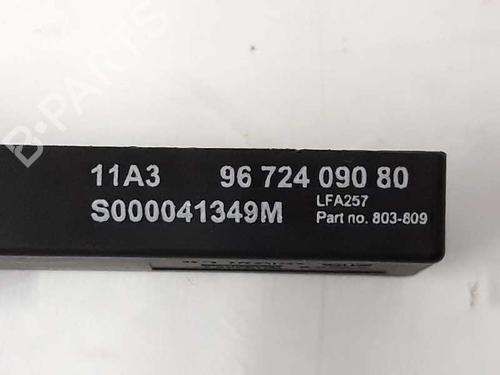 B-PARTS
11A3 96 724 090 80
S000041349M
LFA257
Part no. 803-809